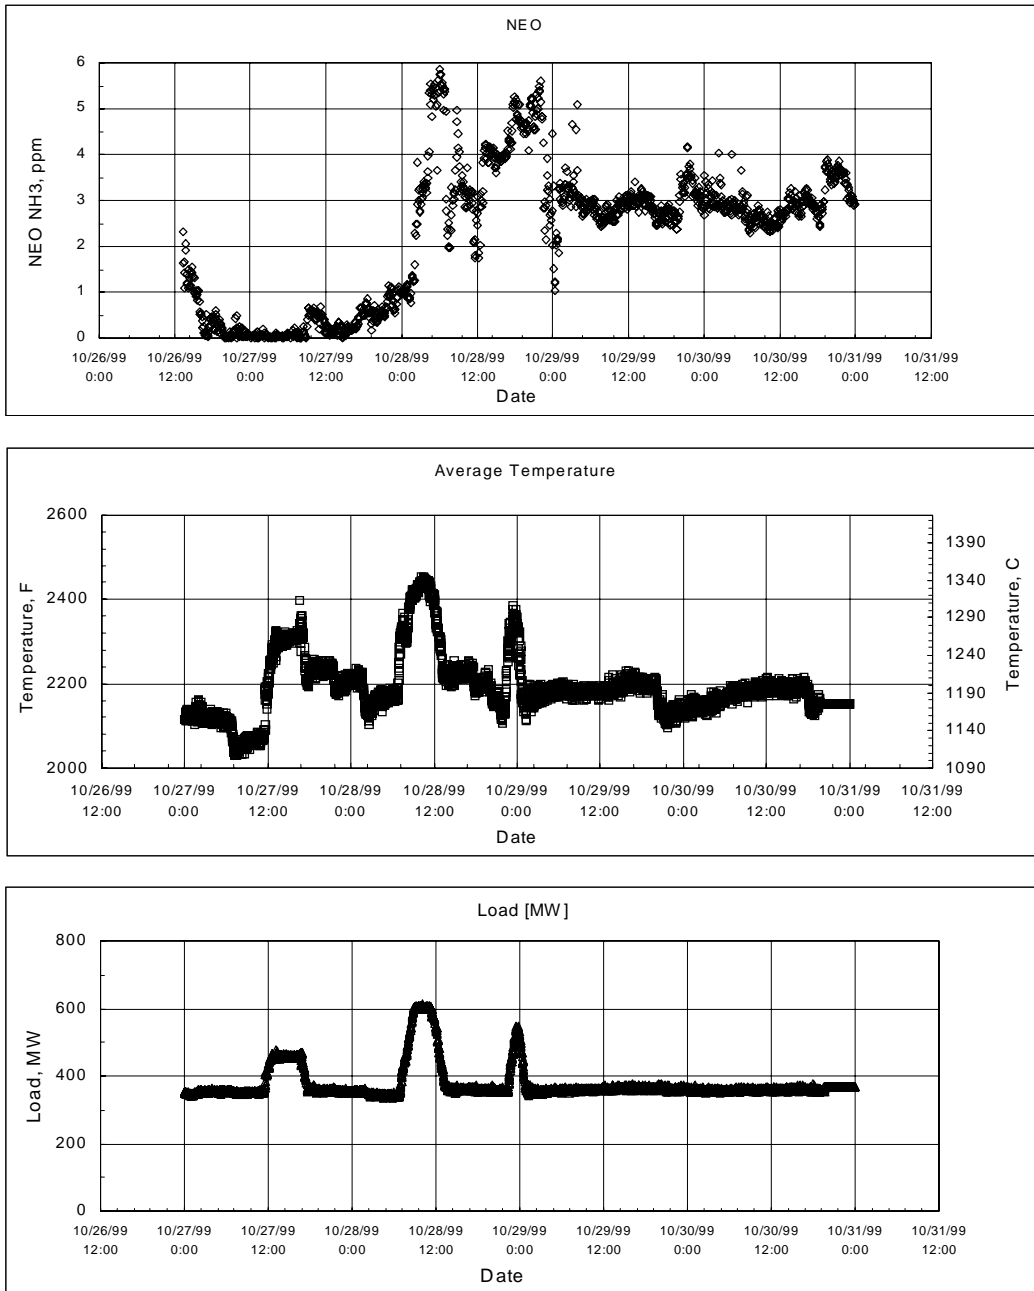 NEO
NEO NH3, ppm
6
5
4
3
2
1
0
10/26/99 10/26/99 10/27/99 10/27/99 10/28/99 10/28/99 10/29/99 10/29/99 10/30/99 10/30/99 10/31/99 10/31/99
0:00 12:00 0:00 12:00 0:00 12:00 0:00 12:00 0:00 12:00 0:00 12:00
Date
Average Temperature
Temperature, F
2600
2400
2200
2000
1390
1340
1290
1240
1190
1140
1090
Temperature, C
10/26/99 10/27/99 10/27/99 10/28/99 10/28/99 10/29/99 10/29/99 10/30/99 10/30/99 10/31/99 10/31/99
12:00 0:00 12:00 0:00 12:00 0:00 12:00 0:00 12:00 0:00 12:00
Date
Load [MW]
Load, MW
800
600
400
200
0
10/26/99 10/27/99 10/27/99 10/28/99 10/28/99 10/29/99 10/29/99 10/30/99 10/30/99 10/31/99 10/31/99
12:00 0:00 12:00 0:00 12:00 0:00 12:00 0:00 12:00 0:00 12:00
Date